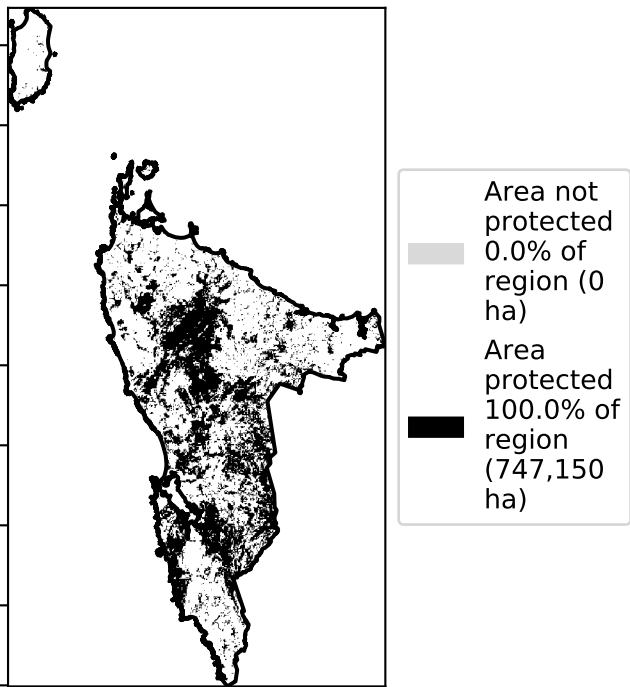 Area not
protected
0.0% of
region (0
ha)
Area
protected
100.0% of
region
(747,150
ha)